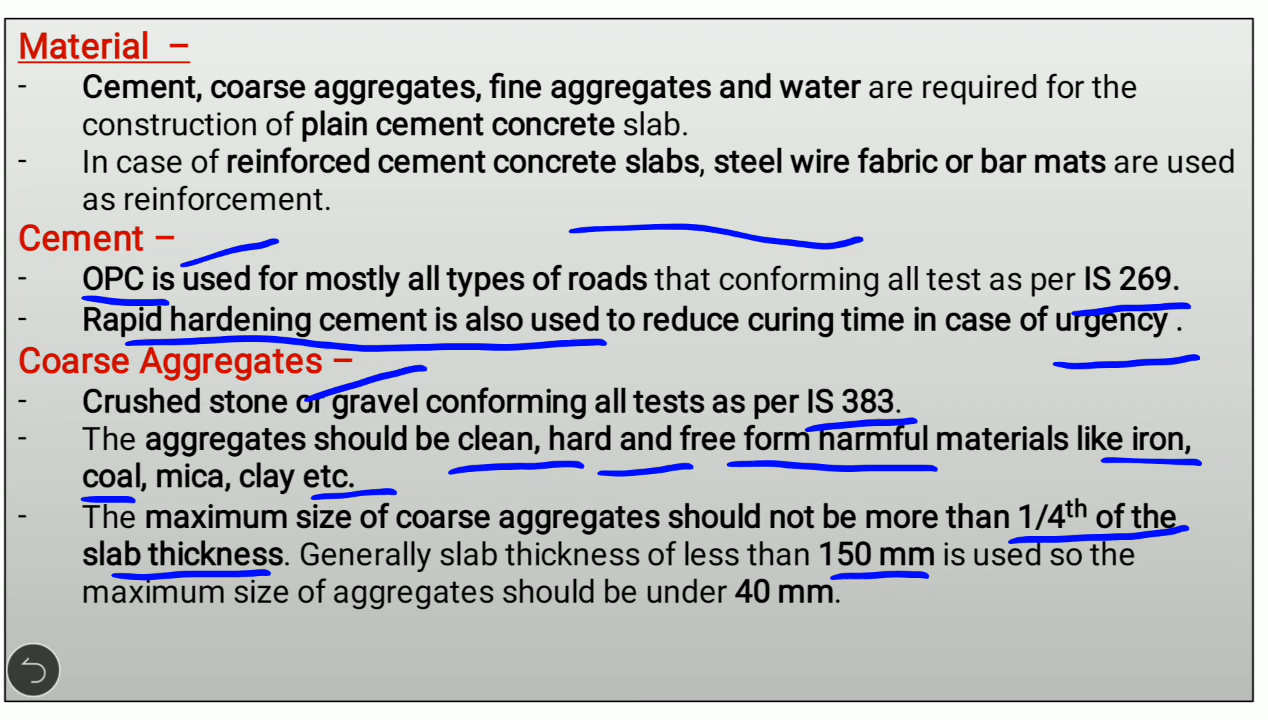 Material –
- Cement, coarse aggregates, fine aggregates and water are required for the
construction of plain cement concrete slab.
- In case of reinforced cement concrete slabs, steel wire fabric or bar mats are used
as reinforcement.
Cement –
- OPC is used for mostly all types of roads that conforming all test as per IS 269.
- Rapid hardening cement is also used to reduce curing time in case of urgency .
Coarse Aggregates –
- Crushed stone or gravel conforming all tests as per IS 383.
- The aggregates should be clean, hard and free form harmful materials like iron,
coal, mica, clay etc.
- The maximum size of coarse aggregates should not be more than 1/4th of the
slab thickness. Generally slab thickness of less than 150 mm is used so the
maximum size of aggregates should be under 40 mm.